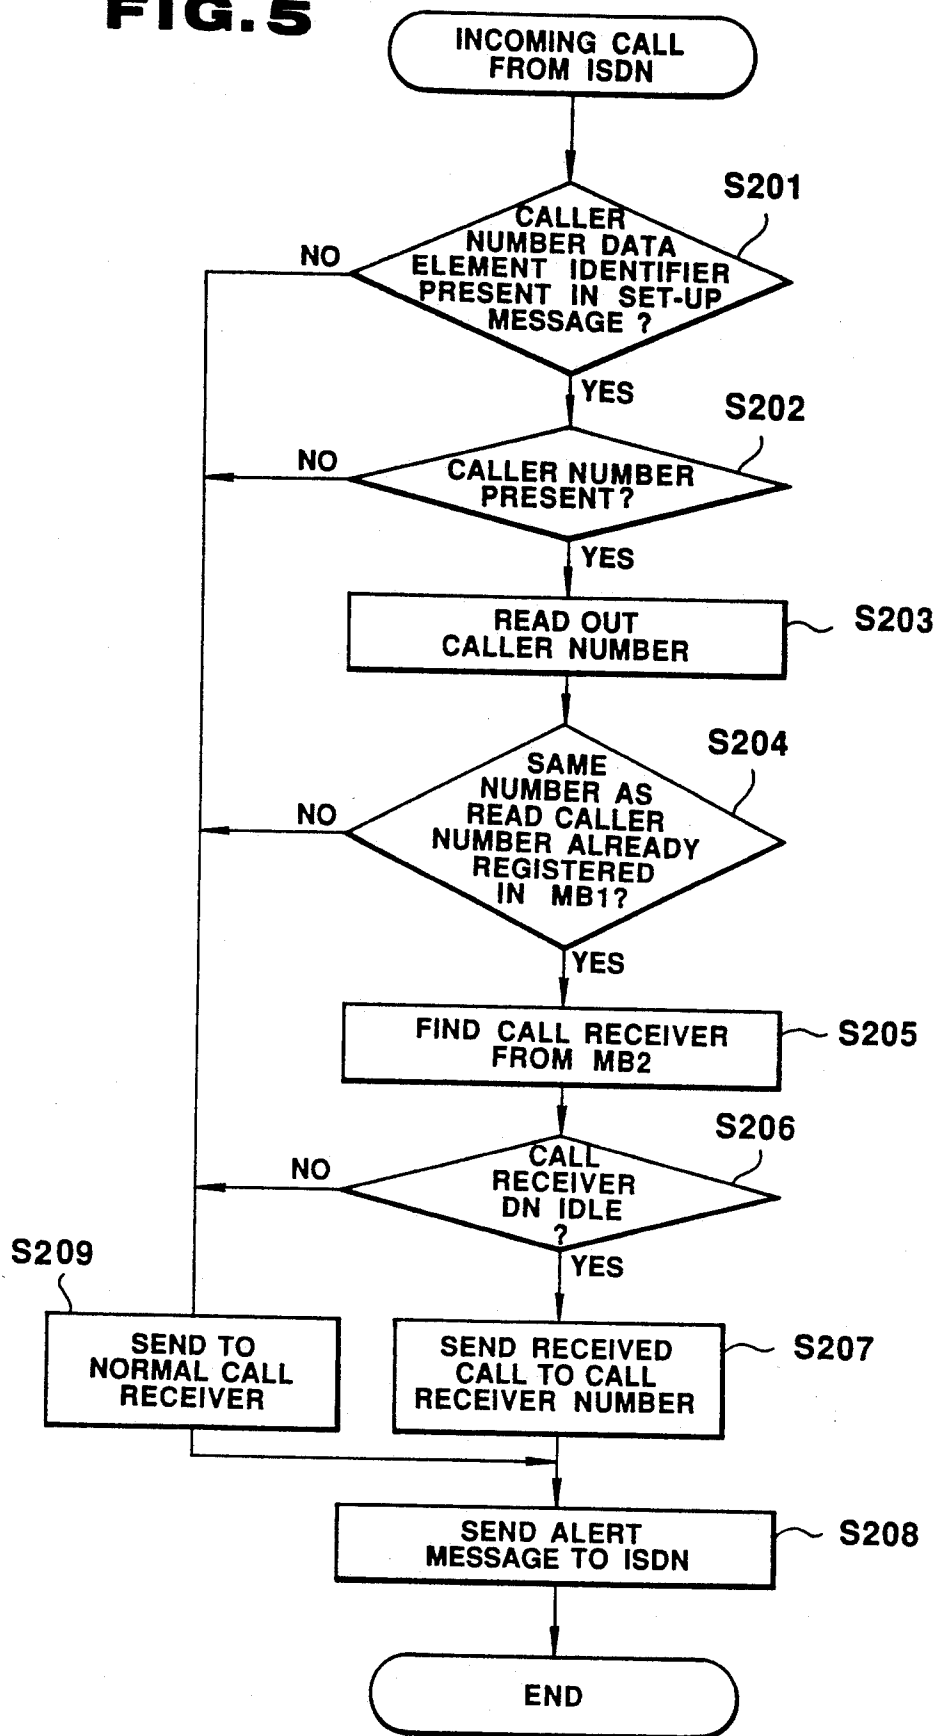 FIG.5
INCOMING CALL
FROM ISDN
S201
CALLER
NUMBER DATA
ELEMENT IDENTIFIER
PRESENT IN SET-UP
MESSAGE ?
NO
YES
S202
CALLER NUMBER
PRESENT?
NO
YES
S203
READ OUT
CALLER NUMBER
S204
SAME
NUMBER AS
READ CALLER
NUMBER ALREADY
REGISTERED
IN MB1?
NO
YES
S205
FIND CALL RECEIVER
FROM MB2
S206
CALL
RECEIVER
DN IDLE
?
NO
YES
S209
SEND TO
NORMAL CALL
RECEIVER
S207
SEND RECEIVED
CALL TO CALL
RECEIVER NUMBER
S208
SEND ALERT
MESSAGE TO ISDN
END